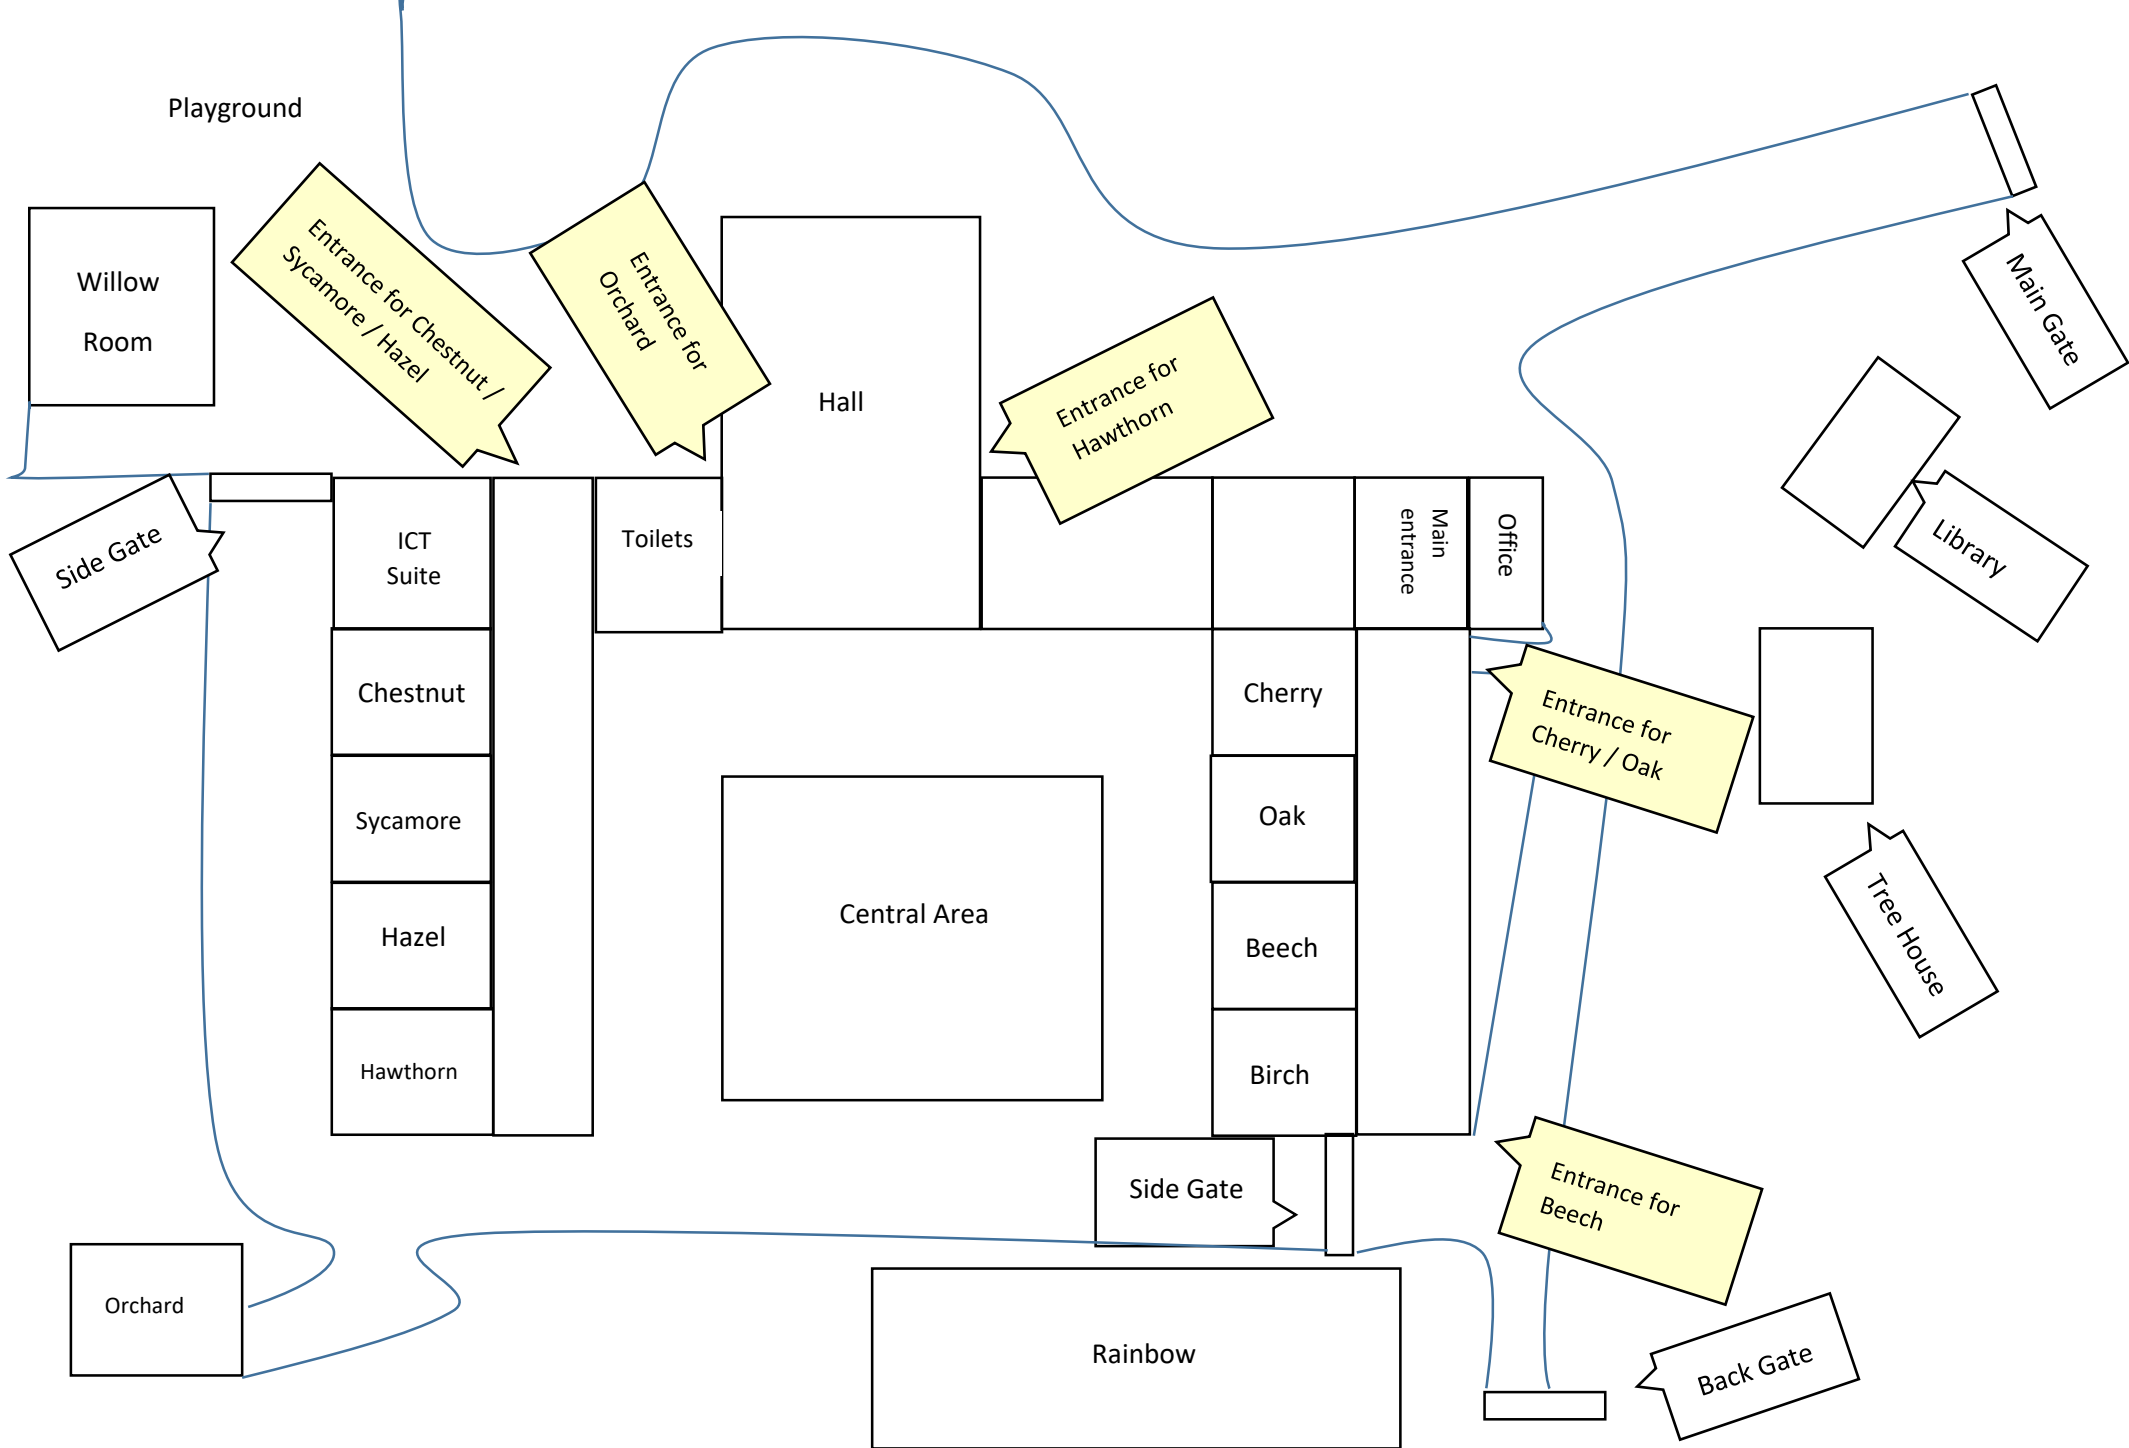 Playground
Willow
Room
Entrance for Chestnut /
Sycamore / Hazel
Entrance for
Orchard
Hall
Entrance for
Hawthorn
Main Gate
Side Gate
ICT
Suite
Toilets
Main
entrance
Office
Library
Chestnut
Cherry
Entrance for
Cherry / Oak
Sycamore
Oak
Central Area
Hazel
Beech
Tree House
Hawthorn
Birch
Side Gate
Entrance for
Beech
Orchard
Rainbow
Back Gate